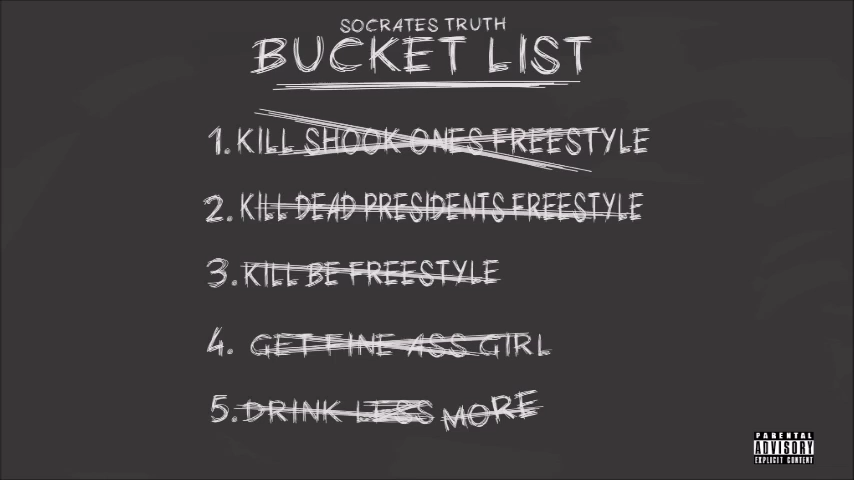 SOCRATES TRUTH
BUCKET LIST
1. KILL SHOOK ONES FREESTYLE
2. KILL DEAD PRESIDENTS FREESTYLE
3. KILL BE FREESTYLE
4. GET FINE ASS GIRL
5. DRINK LESS MORE
PARENTAL
ADVISORY
EXPLICIT CONTENT